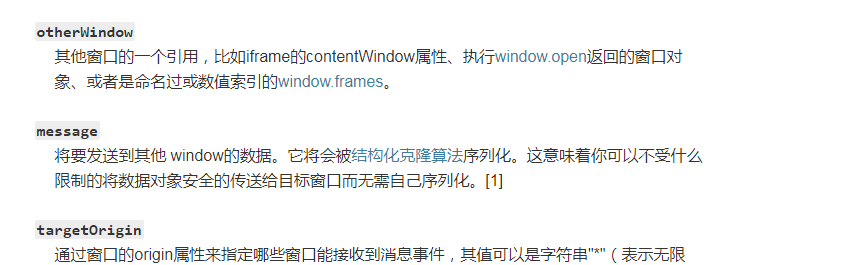 otherWindow
其他窗口的一个引用，比如iframe的contentWindow属性、执行window.open返回的窗口对
象、或者是命名过或数值索引的window.frames。
message
将要发送到其他 window的数据。它将会被结构化克隆算法序列化。这意味着你可以不受什么
限制的将数据对象安全的传送给目标窗口而无需自己序列化。[1]
targetOrigin
通过窗口的origin属性来指定哪些窗口能接收到消息事件，其值可以是字符串"*"（表示无限